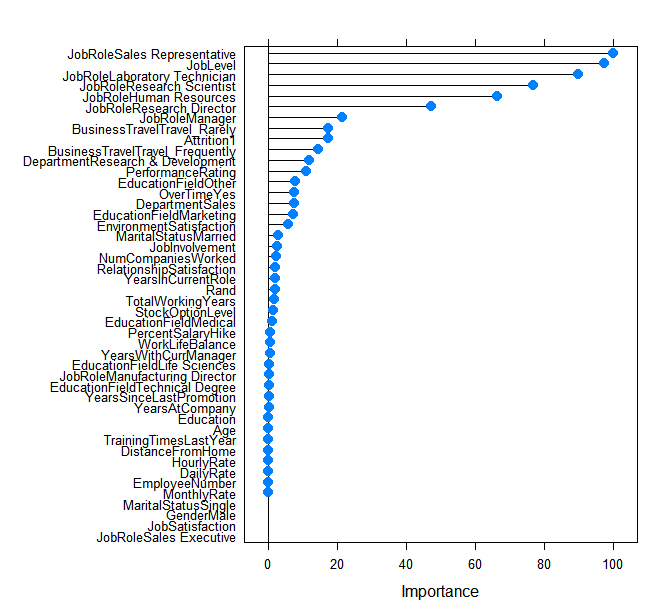 JobRoleSales Representative
JobLevel
JobRoleLaboratory Technician
JobRoleResearch Scientist
JobRoleHuman Resources
JobRoleResearch Director
JobRoleManager
BusinessTravelTravel_Rarely
Attrition1
BusinessTravelTravel_Frequently
DepartmentResearch & Development
PerformanceRating
EducationFieldOther
OverTimeYes
DepartmentSales
EducationFieldMarketing
EnvironmentSatisfaction
MaritalStatusMarried
JobInvolvement
NumCompaniesWorked
RelationshipSatisfaction
YearsInCurrentRole
Rand
TotalWorkingYears
StockOptionLevel
EducationFieldMedical
PercentSalaryHike
WorkLifeBalance
YearsWithCurrManager
EducationFieldLife Sciences
JobRoleManufacturing Director
EducationFieldTechnical Degree
YearsSinceLastPromotion
YearsAtCompany
Education
Age
TrainingTimesLastYear
DistanceFromHome
HourlyRate
DailyRate
EmployeeNumber
MonthlyRate
MaritalStatusSingle
GenderMale
JobSatisfaction
JobRoleSales Executive
0 20 40 60 80 100
Importance